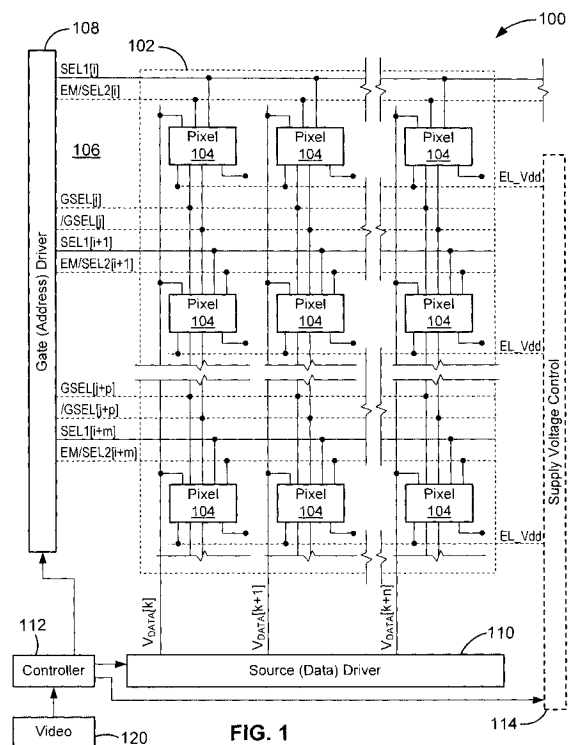 108
102
100
SEL1[i]
EM/SEL2[i]
106
Pixel
104
Pixel
104
Pixel
104
EL_Vdd
GSEL[j]
/GSEL[j]
SEL1[i+1]
EM/SEL2[i+1]
Pixel
104
Pixel
104
Pixel
104
EL_Vdd
Gate (Address) Driver
Supply Voltage Control
GSEL[j+p]
/GSEL[j+p]
SEL1[i+m]
EM/SEL2[i+m]
Pixel
104
Pixel
104
Pixel
104
EL_Vdd
VDATA[k]
VDATA[k+1]
VDATA[k+n]
112
110
Controller
Source (Data) Driver
Video
120
114
FIG. 1